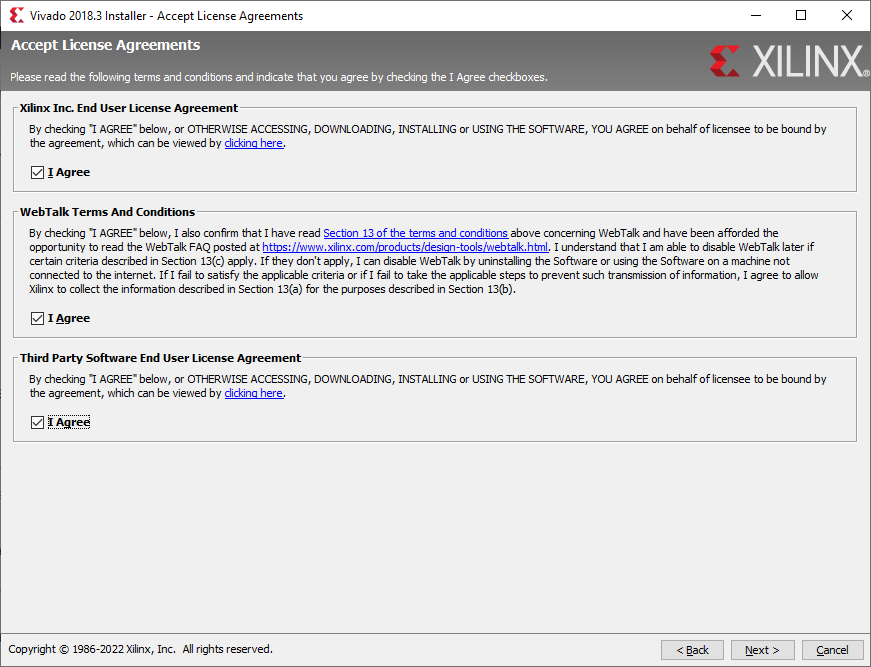 Vivado 2018.3 Installer - Accept License Agreements
Accept License Agreements
Please read the following terms and conditions and indicate that you agree by checking the I Agree checkboxes.
XILINX®
Xilinx Inc. End User License Agreement
By checking "I AGREE" below, or OTHERWISE ACCESSING, DOWNLOADING, INSTALLING or USING THE SOFTWARE, YOU AGREE on behalf of licensee to be bound by
the agreement, which can be viewed by clicking here.
I Agree
WebTalk Terms And Conditions
By checking "I AGREE" below, I also confirm that I have read Section 13 of the terms and conditions above concerning WebTalk and have been afforded the
opportunity to read the WebTalk FAQ posted at https://www.xilinx.com/products/design-tools/webtalk.html. I understand that I am able to disable WebTalk later if
certain criteria described in Section 13(c) apply. If they don't apply, I can disable WebTalk by uninstalling the Software or using the Software on a machine not
connected to the internet. If I fail to satisfy the applicable criteria or if I fail to take the applicable steps to prevent such transmission of information, I agree to allow
Xilinx to collect the information described in Section 13(a) for the purposes described in Section 13(b).
I Agree
Third Party Software End User License Agreement
By checking "I AGREE" below, or OTHERWISE ACCESSING, DOWNLOADING, INSTALLING or USING THE SOFTWARE, YOU AGREE on behalf of licensee to be bound by
the agreement, which can be viewed by clicking here.
I Agree
Copyright © 1986-2022 Xilinx, Inc.  All rights reserved.
< Back
Next >
Cancel